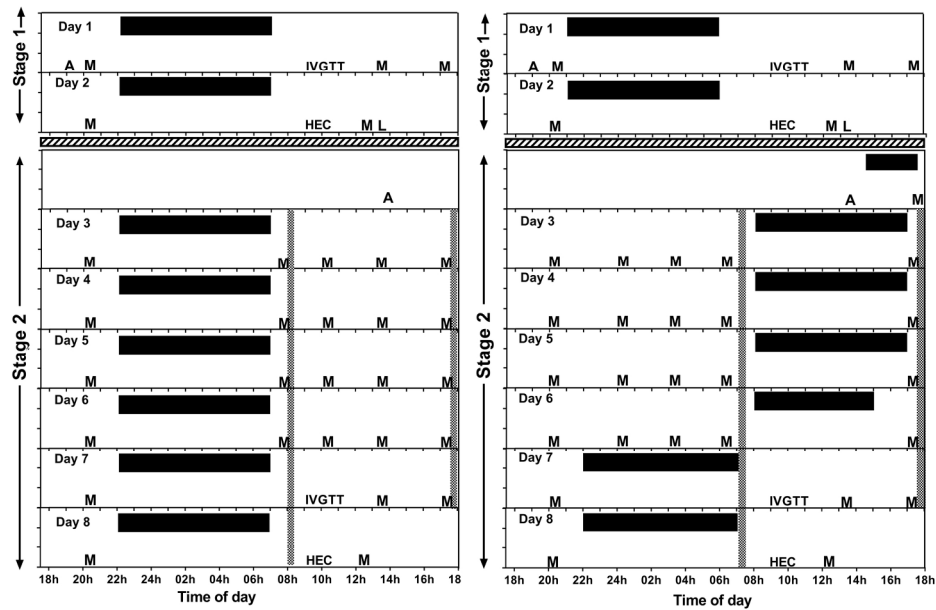 Stage 1
Day 1
A M IVGTT M M
Day 2
M HEC M L
Stage 2
A
Day 3
M M M M M
Day 4
M M M M M
Day 5
M M M M M
Day 6
M M M M M
Day 7
M IVGTT M M
Day 8
M HEC M
18h 20h 22h 24h 02h 04h 06h 08h 10h 12h 14h 16h 18
Time of day
Stage 1
Day 1
A M IVGTT M M
Day 2
M HEC M L
Stage 2
A M
Day 3
M M M M M
Day 4
M M M M M
Day 5
M M M M M
Day 6
M M M M M
Day 7
M IVGTT M M
Day 8
M HEC M
18h 20h 22h 24h 02h 04h 06h 08h 10h 12h 14h 16h 18h
Time of day